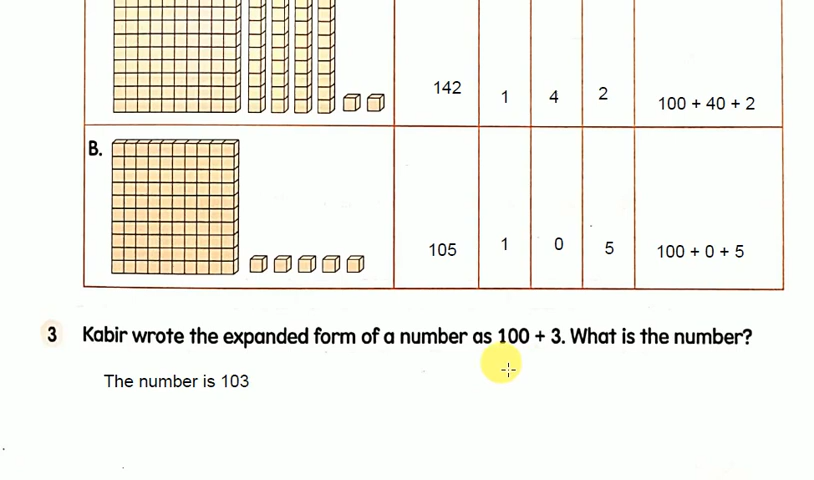 142 1 4 2 100 + 40 + 2
B. 105 1 0 5 100 + 0 + 5
3 Kabir wrote the expanded form of a number as 100 + 3. What is the number?
The number is 103